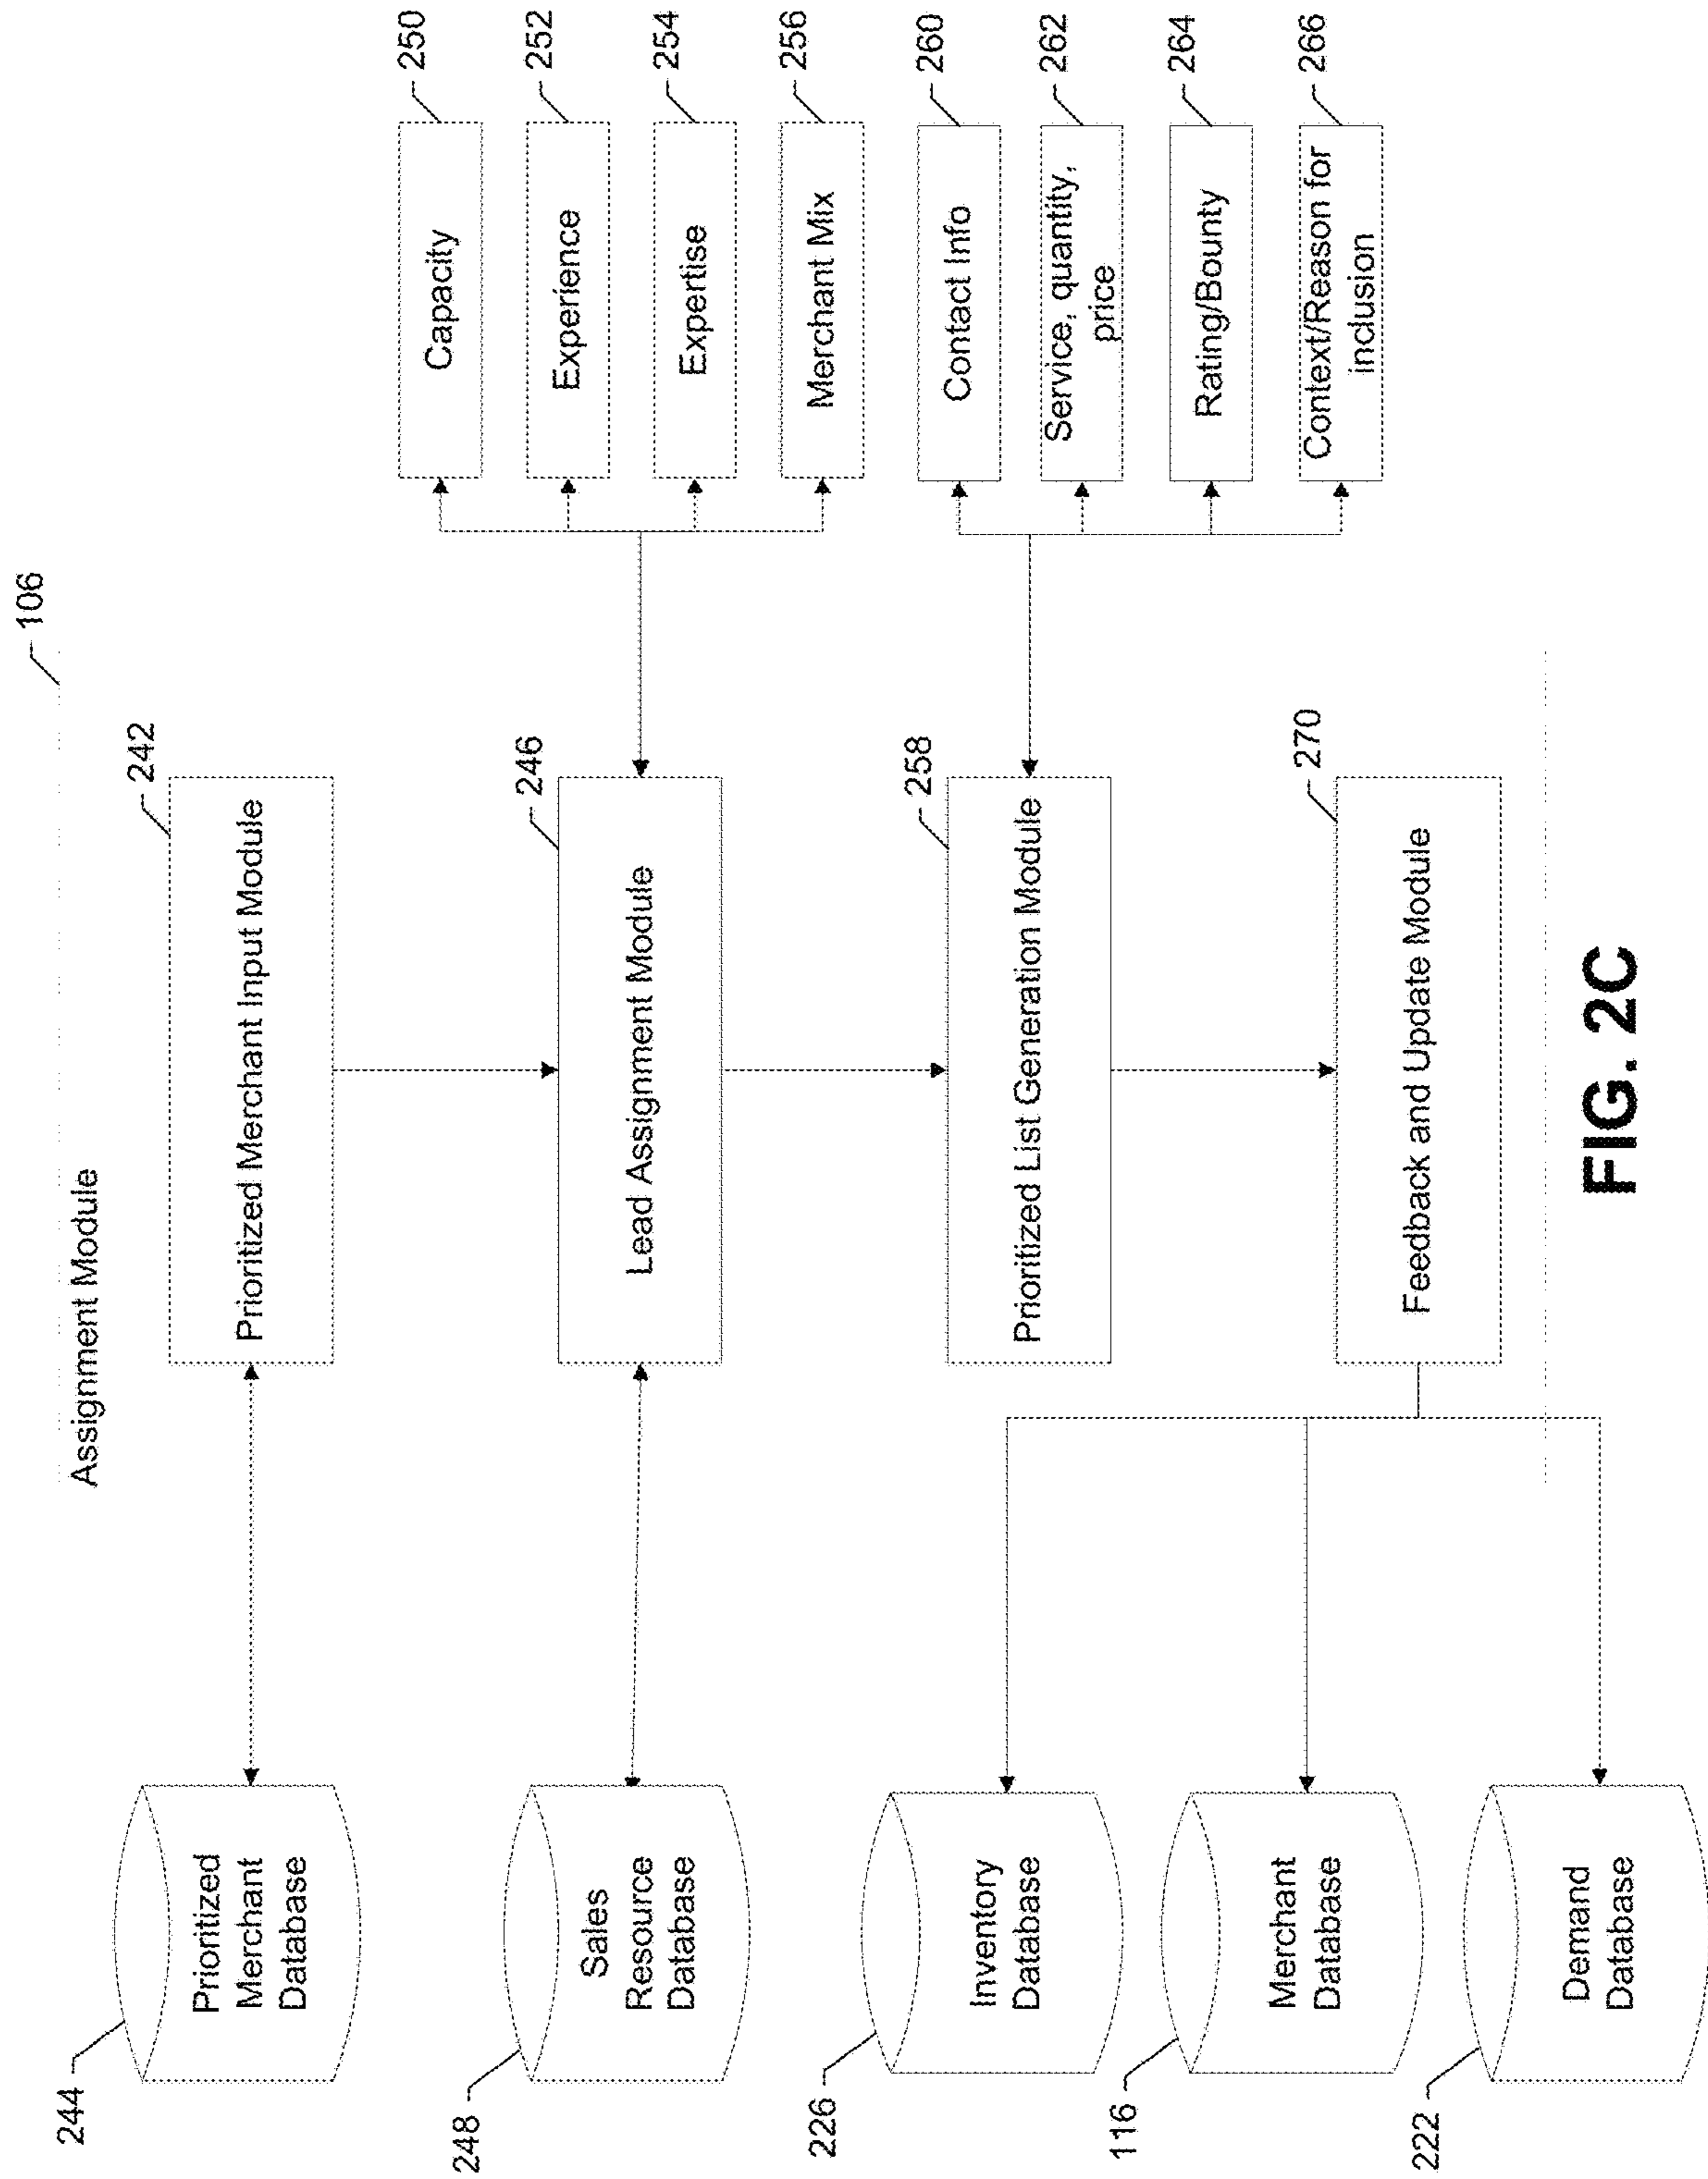 Assignment Module
106
244
Prioritized
Merchant
Database
242
Prioritized Merchant Input Module
248
Sales
Resource
Database
246
Lead Assignment Module
250
Capacity
252
Experience
254
Expertise
256
Merchant Mix
258
Prioritized List Generation Module
260
Contact Info
262
Service, quantity,
price
264
Rating/Bounty
266
Context/Reason for
inclusion
270
Feedback and Update Module
226
Inventory
Database
116
Merchant
Database
222
Demand
Database
FIG. 2C